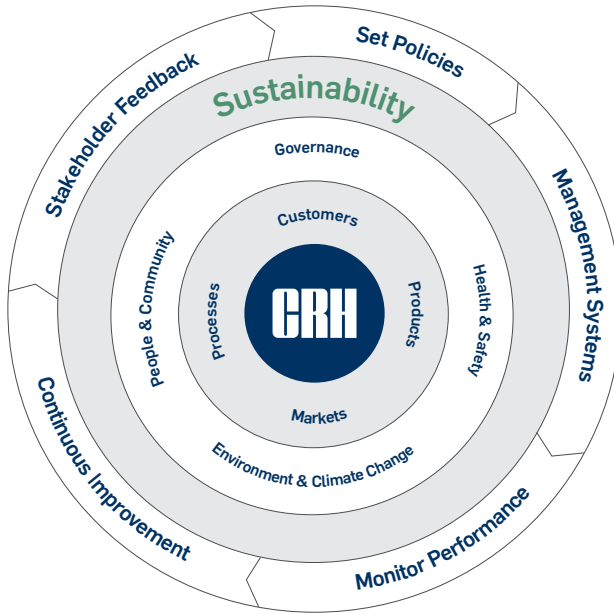 Set Policies
Management Systems
Monitor Performance
Continuous Improvement
Stakeholder Feedback
Sustainability
Governance
Health & Safety
Environment & Climate Change
People & Community
Customers
Products
Markets
Processes
CRH